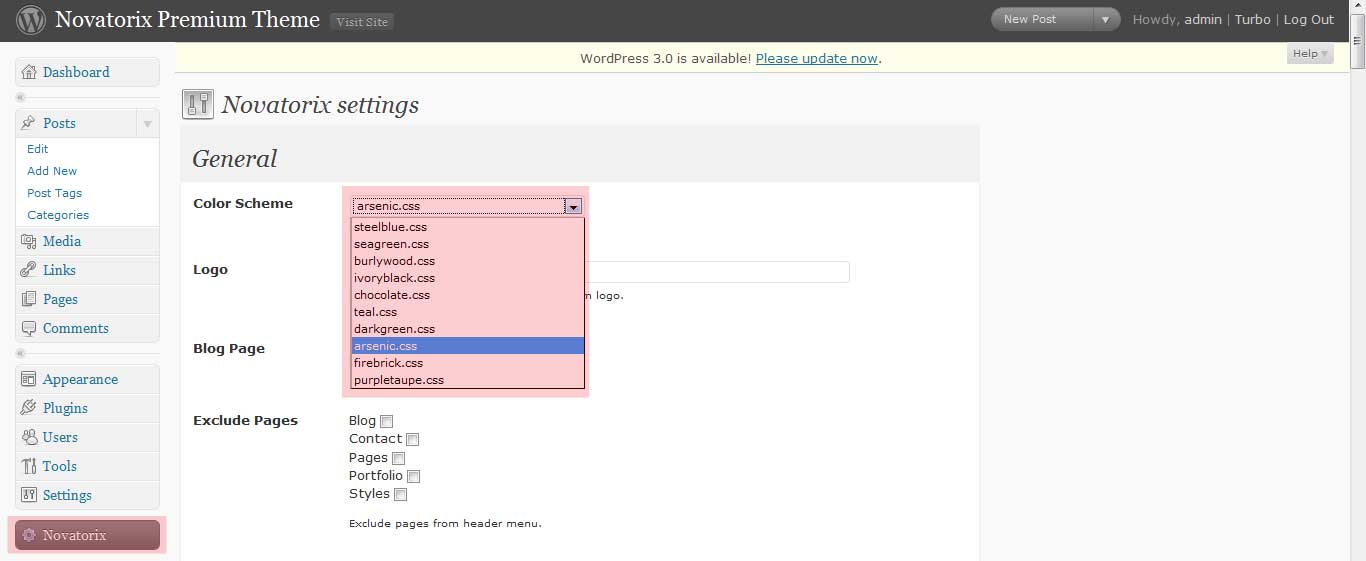 Novatorix Premium Theme Visit Site New Post Howdy, admin | Turbo | Log Out
WordPress 3.0 is available! Please update now.
Help
Dashboard
Posts
Edit
Add New
Post Tags
Categories
Media
Links
Pages
Comments
Appearance
Plugins
Users
Tools
Settings
Novatorix
Novatorix settings
General
Color Scheme
arsenic.css
steelblue.css
seagreen.css
burlywood.css
ivoryblack.css
chocolate.css
teal.css
darkgreen.css
arsenic.css
firebrick.css
purpletaupe.css
Logo
logo.
Blog Page
Exclude Pages
Blog
Contact
Pages
Portfolio
Styles
Exclude pages from header menu.